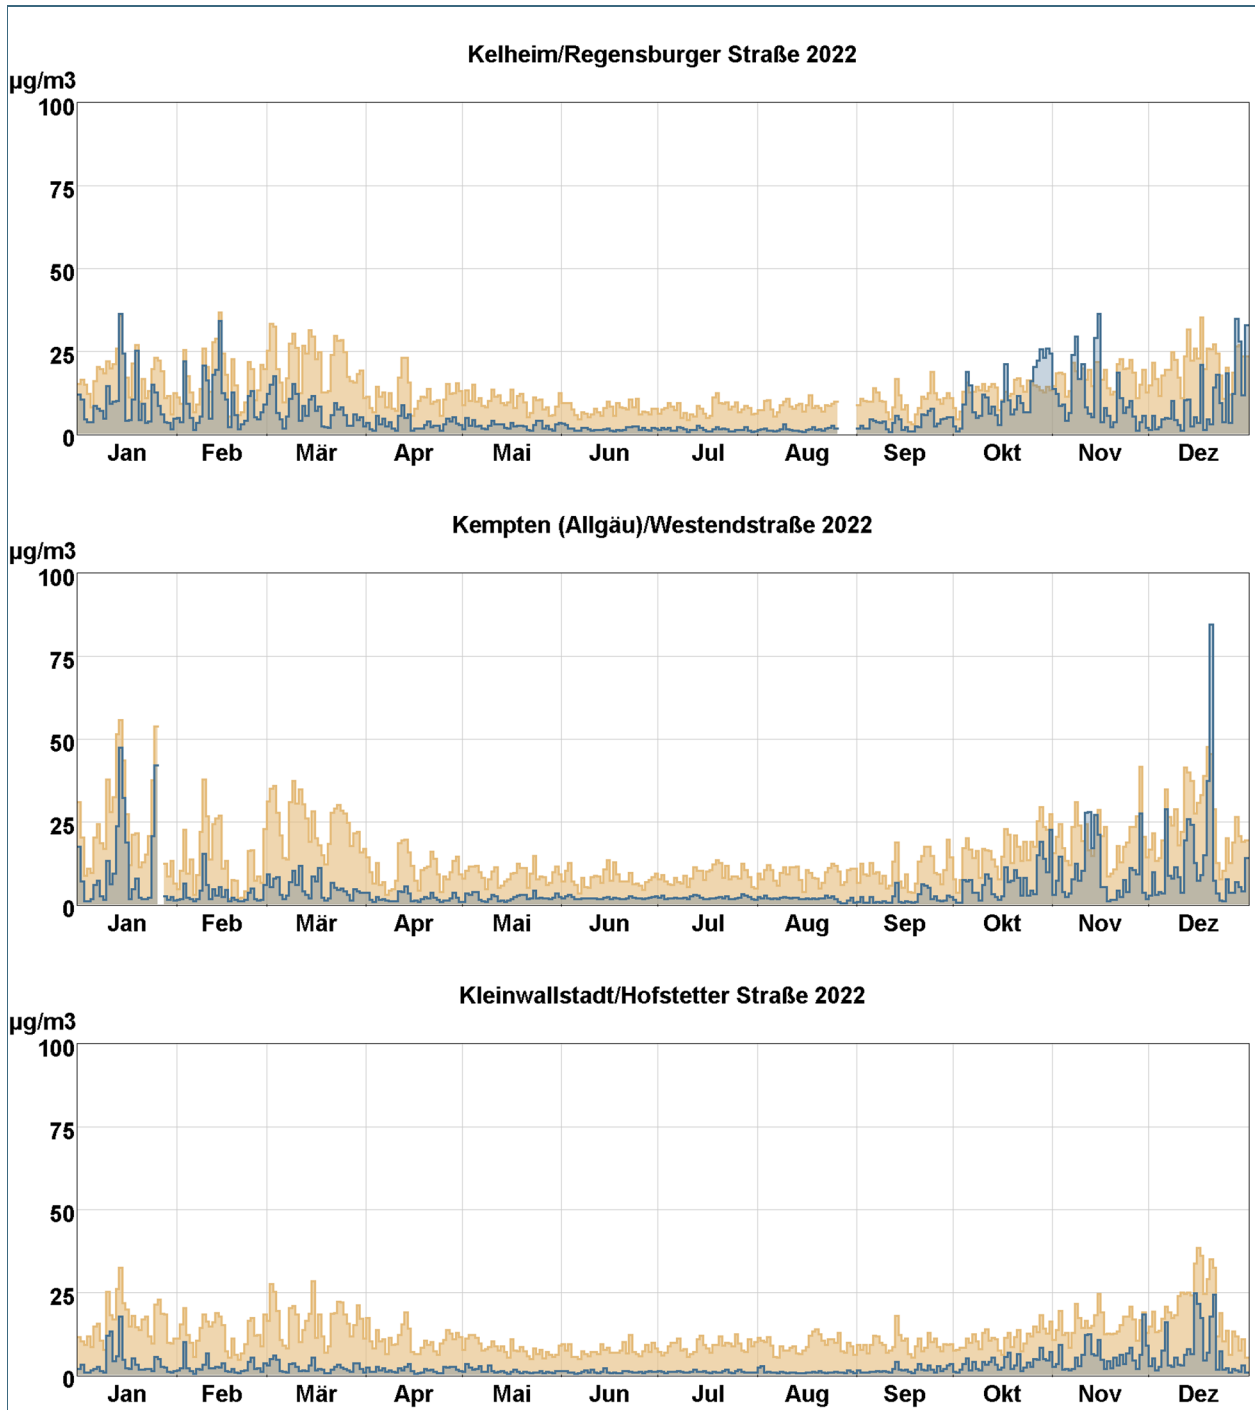 Kelheim/Regensburger Straße 2022
µg/m3
100
75
50
25
0
Jan Feb Mär Apr Mai Jun Jul Aug Sep Okt Nov Dez
Kempten (Allgäu)/Westendstraße 2022
µg/m3
100
75
50
25
0
Jan Feb Mär Apr Mai Jun Jul Aug Sep Okt Nov Dez
Kleinwallstadt/Hofstetter Straße 2022
µg/m3
100
75
50
25
0
Jan Feb Mär Apr Mai Jun Jul Aug Sep Okt Nov Dez